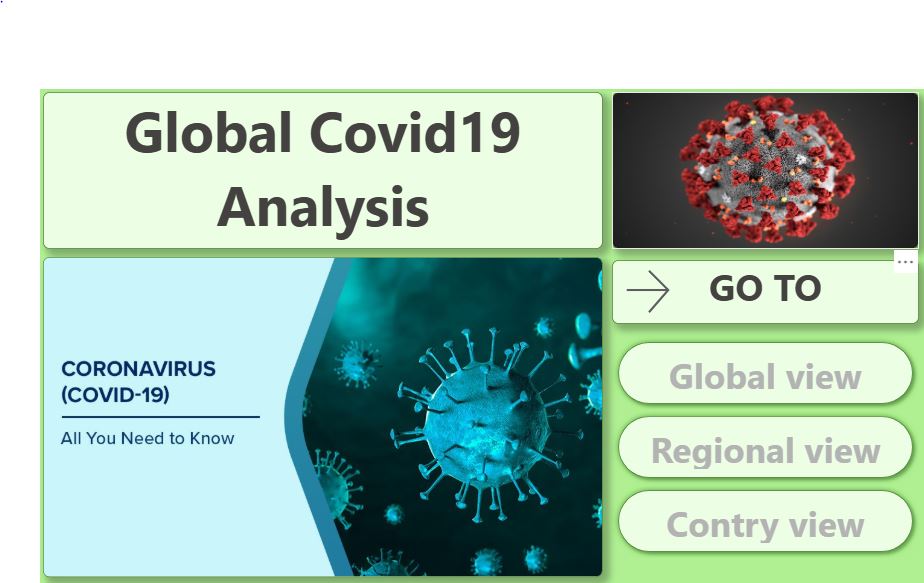 Global Covid19
Analysis
CORONAVIRUS
(COVID-19)
All You Need to Know
GO TO
Global view
Regional view
Contry view